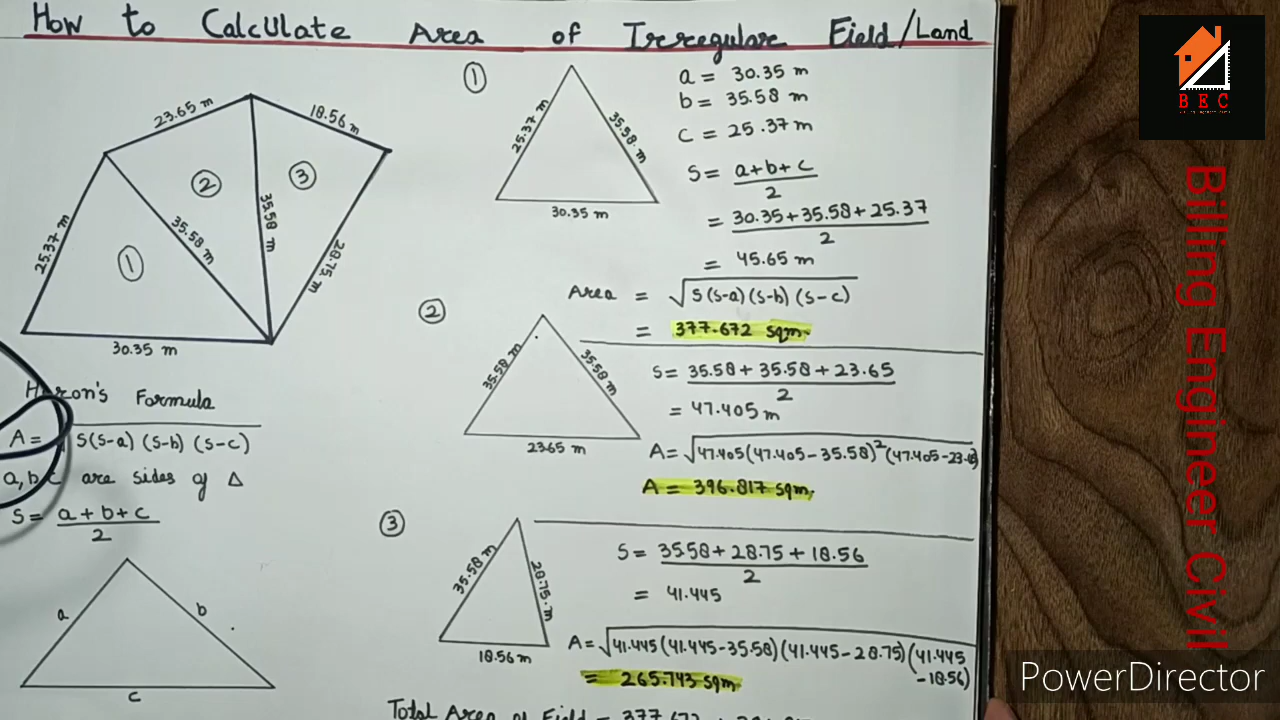 How to Calculate Area of Irregular Field/Land
23.65 m
18.56 m
25.37 m
35.58 m
35.58 m
28.75 m
30.35 m
①
②
③
Heron's Formula
A = √S(S-a) (S-b) (S-c)
a, b, c are sides of Δ
S = a+b+c / 2
a
b
c
①
25.37 m
35.58 m
30.35 m
a = 30.35 m
b = 35.58 m
c = 25.37 m
S = a+b+c / 2
= 30.35+35.58+25.37 / 2
= 45.65 m
Area = √S(S-a) (S-b) (S-c)
= 377.672 sqm.
②
35.58 m
35.58 m
23.65 m
S = 35.58 + 35.58 + 23.65 / 2
= 47.405 m
A = √47.405(47.405-35.58)²(47.405-23.65)
A = 396.817 sqm.
③
35.58 m
28.75 m
18.56 m
S = 35.58 + 28.75 + 18.56 / 2
= 41.445
A = √41.445(41.445-35.58)(41.445-28.75)(41.445
-18.56)
= 265.743 sqm
Total Area of Field = 377.672
BEC
Billing Engineer Civil
PowerDirector